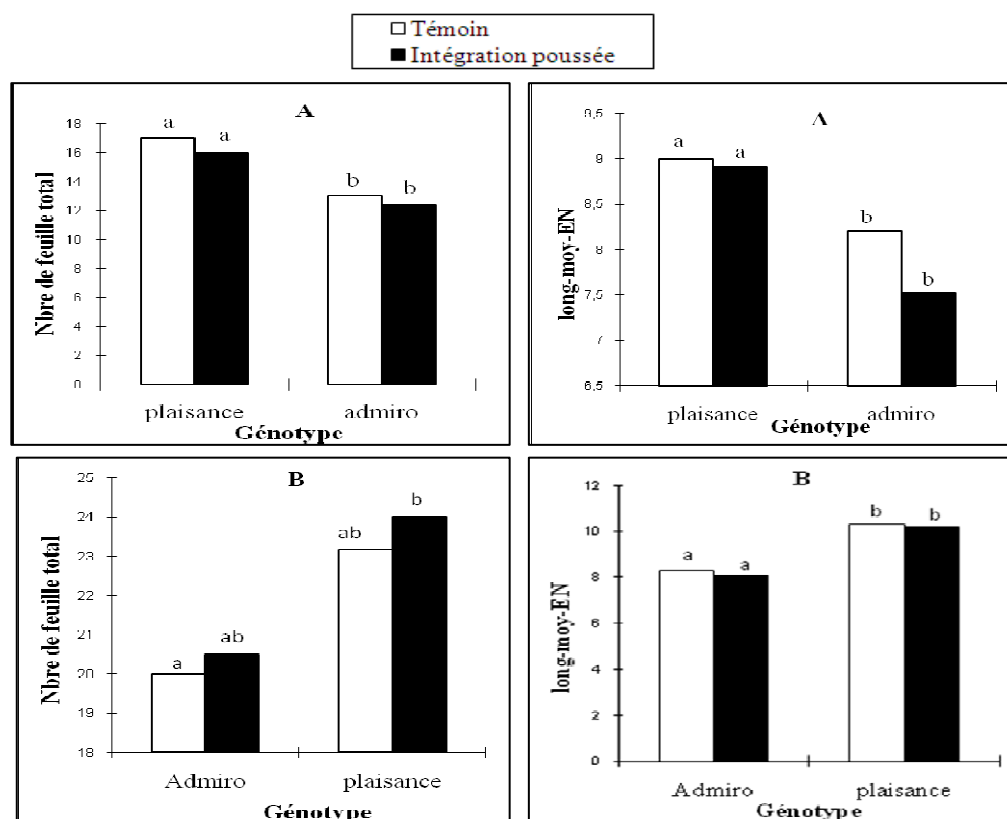 Témoin
Intégration poussée
A
Nbre de feuille total
18
16
14
12
10
8
6
4
2
0
a
a
b
b
plaisance
admiro
Génotype
A
long-moy-EN
9,5
9
8,5
8
7,5
7
6,5
a
a
b
b
plaisance
admiro
Génotype
B
Nbre de feuille total
25
24
23
22
21
20
19
18
a
ab
ab
b
Admiro
plaisance
Génotype
B
long-moy-EN
12
10
8
6
4
2
0
a
a
b
b
Admiro
plaisance
Génotype